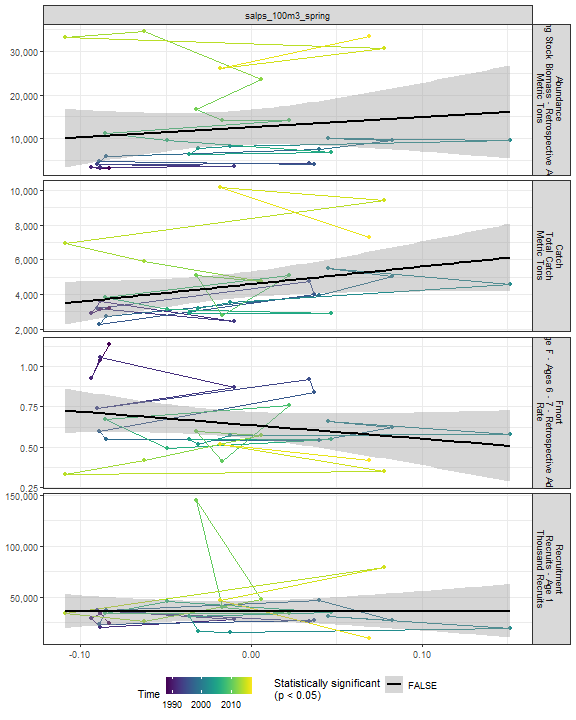 salps_100m3_spring
30,000
20,000
10,000
Abundance
ng Stock Biomass - Retrospective A
Metric Tons
10,000
8,000
6,000
4,000
2,000
Catch
Total Catch
Metric Tons
1.00
0.75
0.50
0.25
Fmort
ge F - Ages 6 - 7 - Retrospective Ad
Rate
150,000
100,000
50,000
Recruitment
Recruits - Age 1
Thousand Recruits
-0.10
0.00
0.10
Time
1990 2000 2010
Statistically significant
(p < 0.05)
FALSE